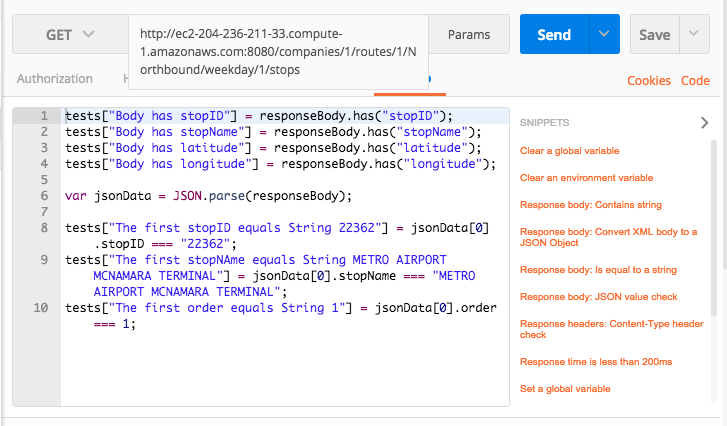 GET
http://ec2-204-236-211-33.compute-
1.amazonaws.com:8080/companies/1/routes/1/N
orthbound/weekday/1/stops
Params
Send
Save
Authorization
Cookies Code
1 tests["Body has stopID"] = responseBody.has("stopID");
2 tests["Body has stopName"] = responseBody.has("stopName");
3 tests["Body has latitude"] = responseBody.has("latitude");
4 tests["Body has longitude"] = responseBody.has("longitude");
5
6 var jsonData = JSON.parse(responseBody);
7
8 tests["The first stopID equals String 22362"] = jsonData[0]
.stopID === "22362";
9 tests["The first stopNAme equals String METRO AIRPORT
MCNAMARA TERMINAL"] = jsonData[0].stopName === "METRO
AIRPORT MCNAMARA TERMINAL";
10 tests["The first order equals String 1"] = jsonData[0].order
=== 1;
SNIPPETS
Clear a global variable
Clear an environment variable
Response body: Contains string
Response body: Convert XML body to a
JSON Object
Response body: Is equal to a string
Response body: JSON value check
Response headers: Content-Type header
check
Response time is less than 200ms
Set a global variable